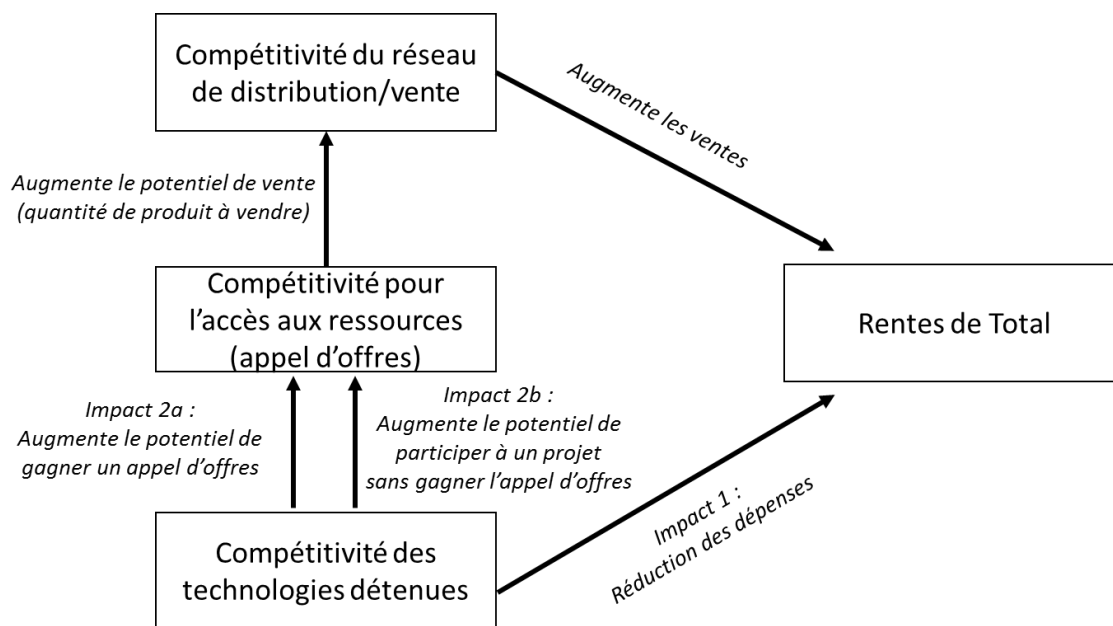 Compétitivité du réseau
de distribution/vente
Augmente les ventes
Augmente le potentiel de vente
(quantité de produit à vendre)
Compétitivité pour
l’accès aux ressources
(appel d’offres)
Rentes de Total
Impact 2a :
Augmente le potentiel de
gagner un appel d’offres
Impact 2b :
Augmente le potentiel de
participer à un projet
sans gagner l’appel d’offres
Impact 1 :
Réduction des dépenses
Compétitivité des
technologies détenues